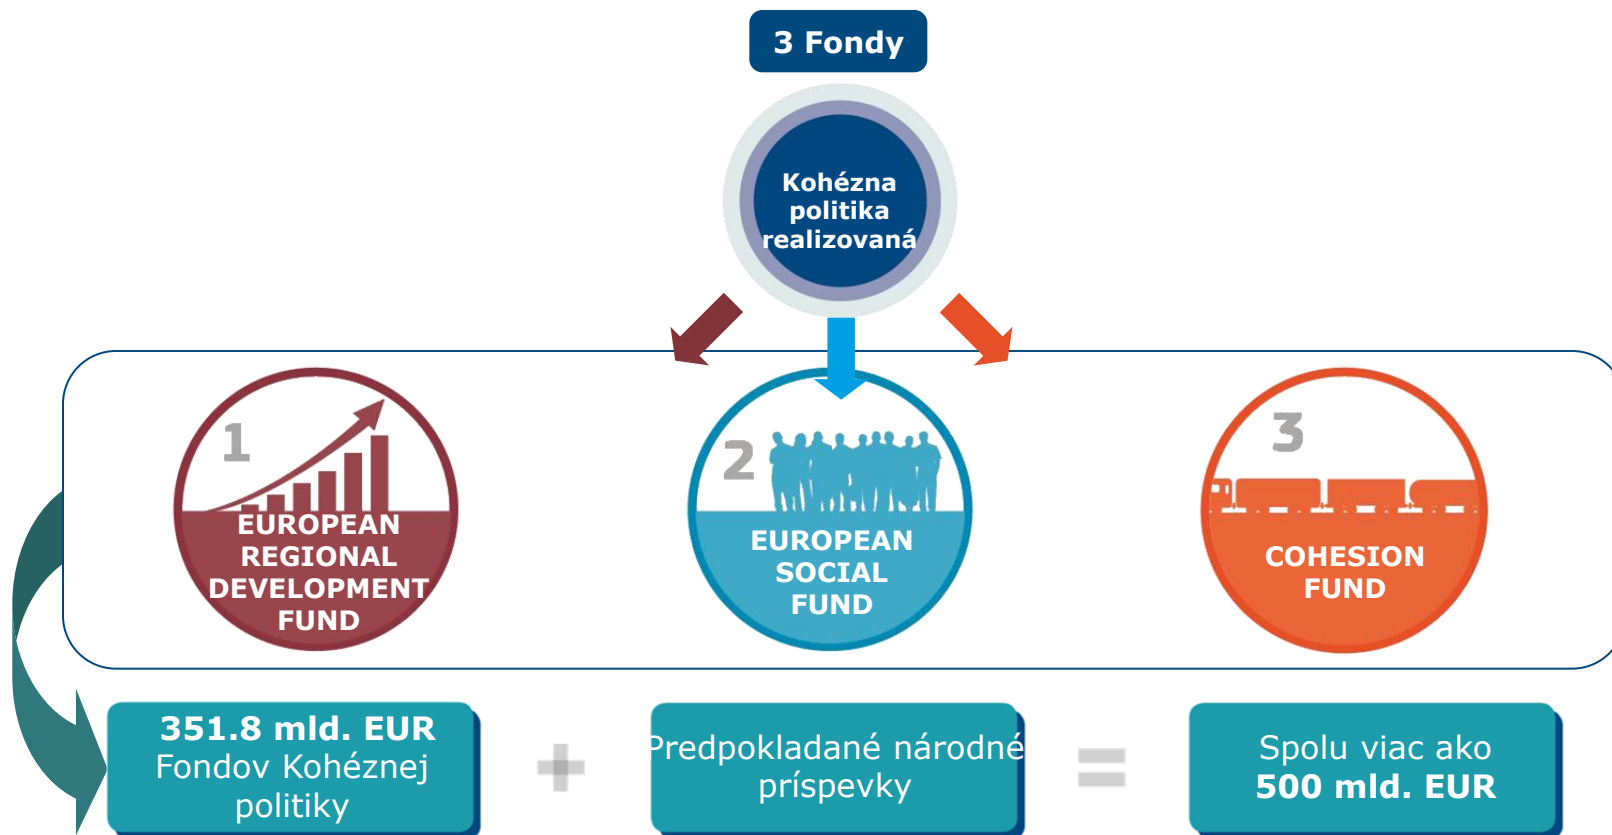 3 Fondy
Kohézna
politika
realizovaná
1
EUROPEAN
REGIONAL
DEVELOPMENT
FUND
2
EUROPEAN
SOCIAL
FUND
3
COHESION
FUND
351.8 mld. EUR
Fondov Kohéznej
politiky
+
Predpokladané národné
príspevky
=
Spolu viac ako
500 mld. EUR